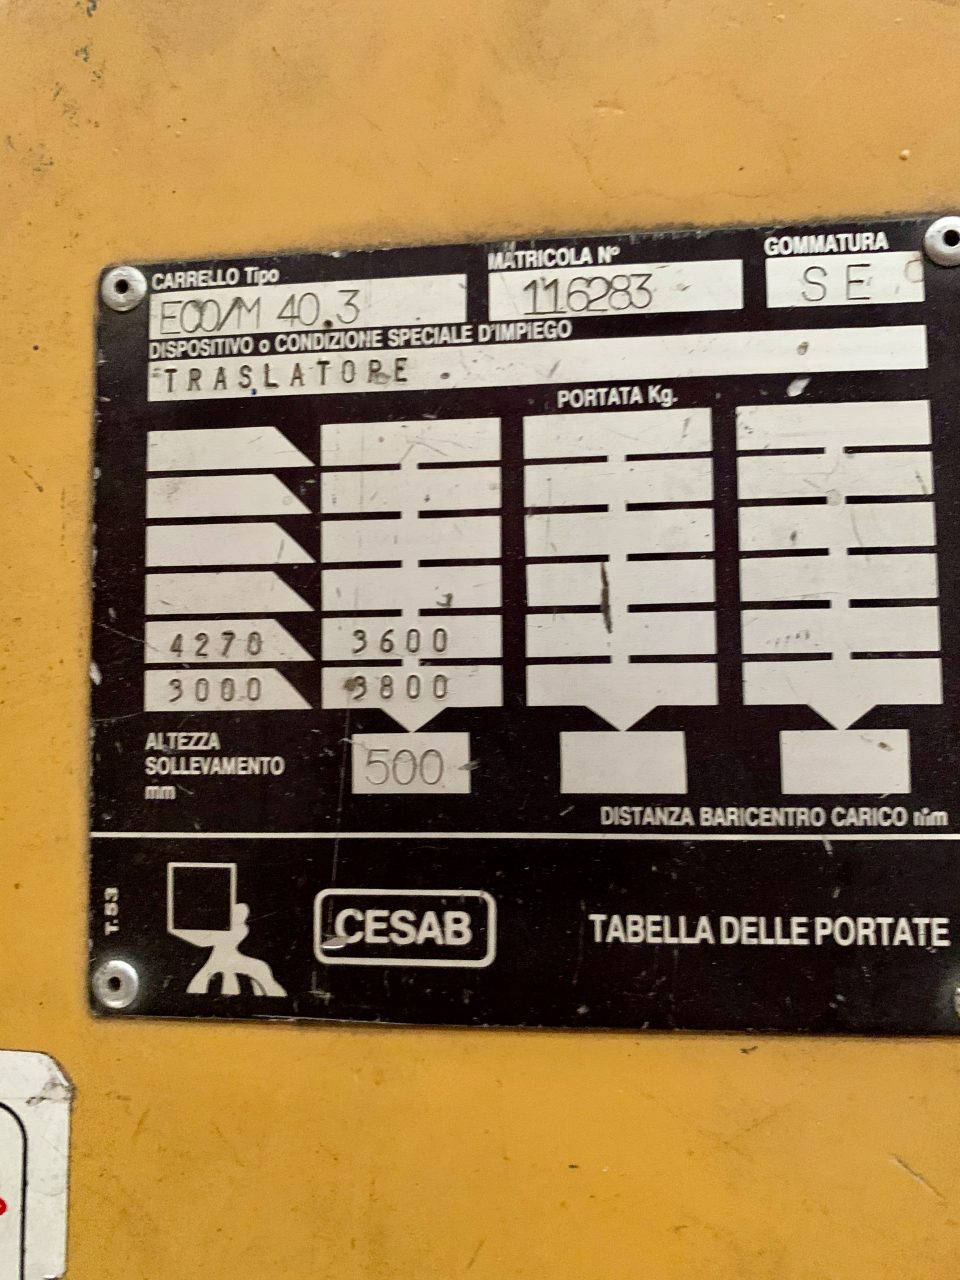 CARRELLO Tipo MATRICOLA N° GOMMATURA
ECO/M 40.3 116283 SE
DISPOSITIVO o CONDIZIONE SPECIALE D'IMPIEGO
TRASLATORE
PORTATA Kg.
4270 3600
3000 3800
ALTEZZA
SOLLEVAMENTO
mm
500
DISTANZA BARICENTRO CARICO mm
T.53
CESAB
TABELLA DELLE PORTATE